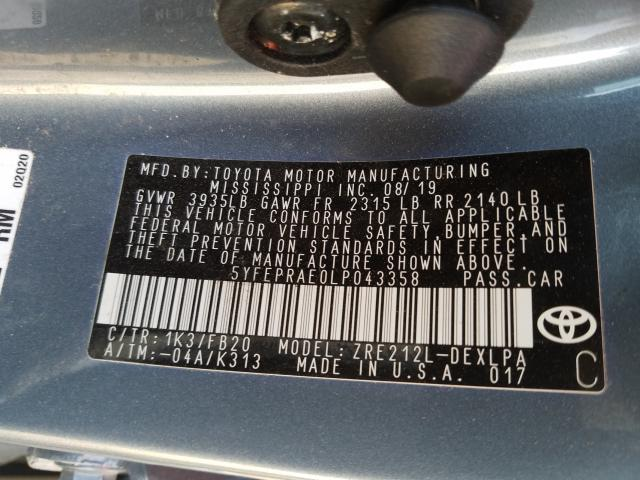 MFD.BY:TOYOTA MOTOR MANUFACTURING
MISSISSIPPI INC. 08/19
GVWR 3935LB GAWR FR 2315 LB RR 2140 LB
THIS VEHICLE CONFORMS TO ALL APPLICABLE
FEDERAL MOTOR VEHICLE SAFETY, BUMPER, AND
THEFT PREVENTION STANDARDS IN EFFECT ON
THE DATE OF MANUFACTURE SHOWN ABOVE.
5YFEPRAE0LP043358 PASS.CAR
C/TR: 1K3/FB20 MODEL: ZRE212L-DEXLPA
A/TM: -04A/K313 MADE IN U.S.A. 017
C
02020
RM